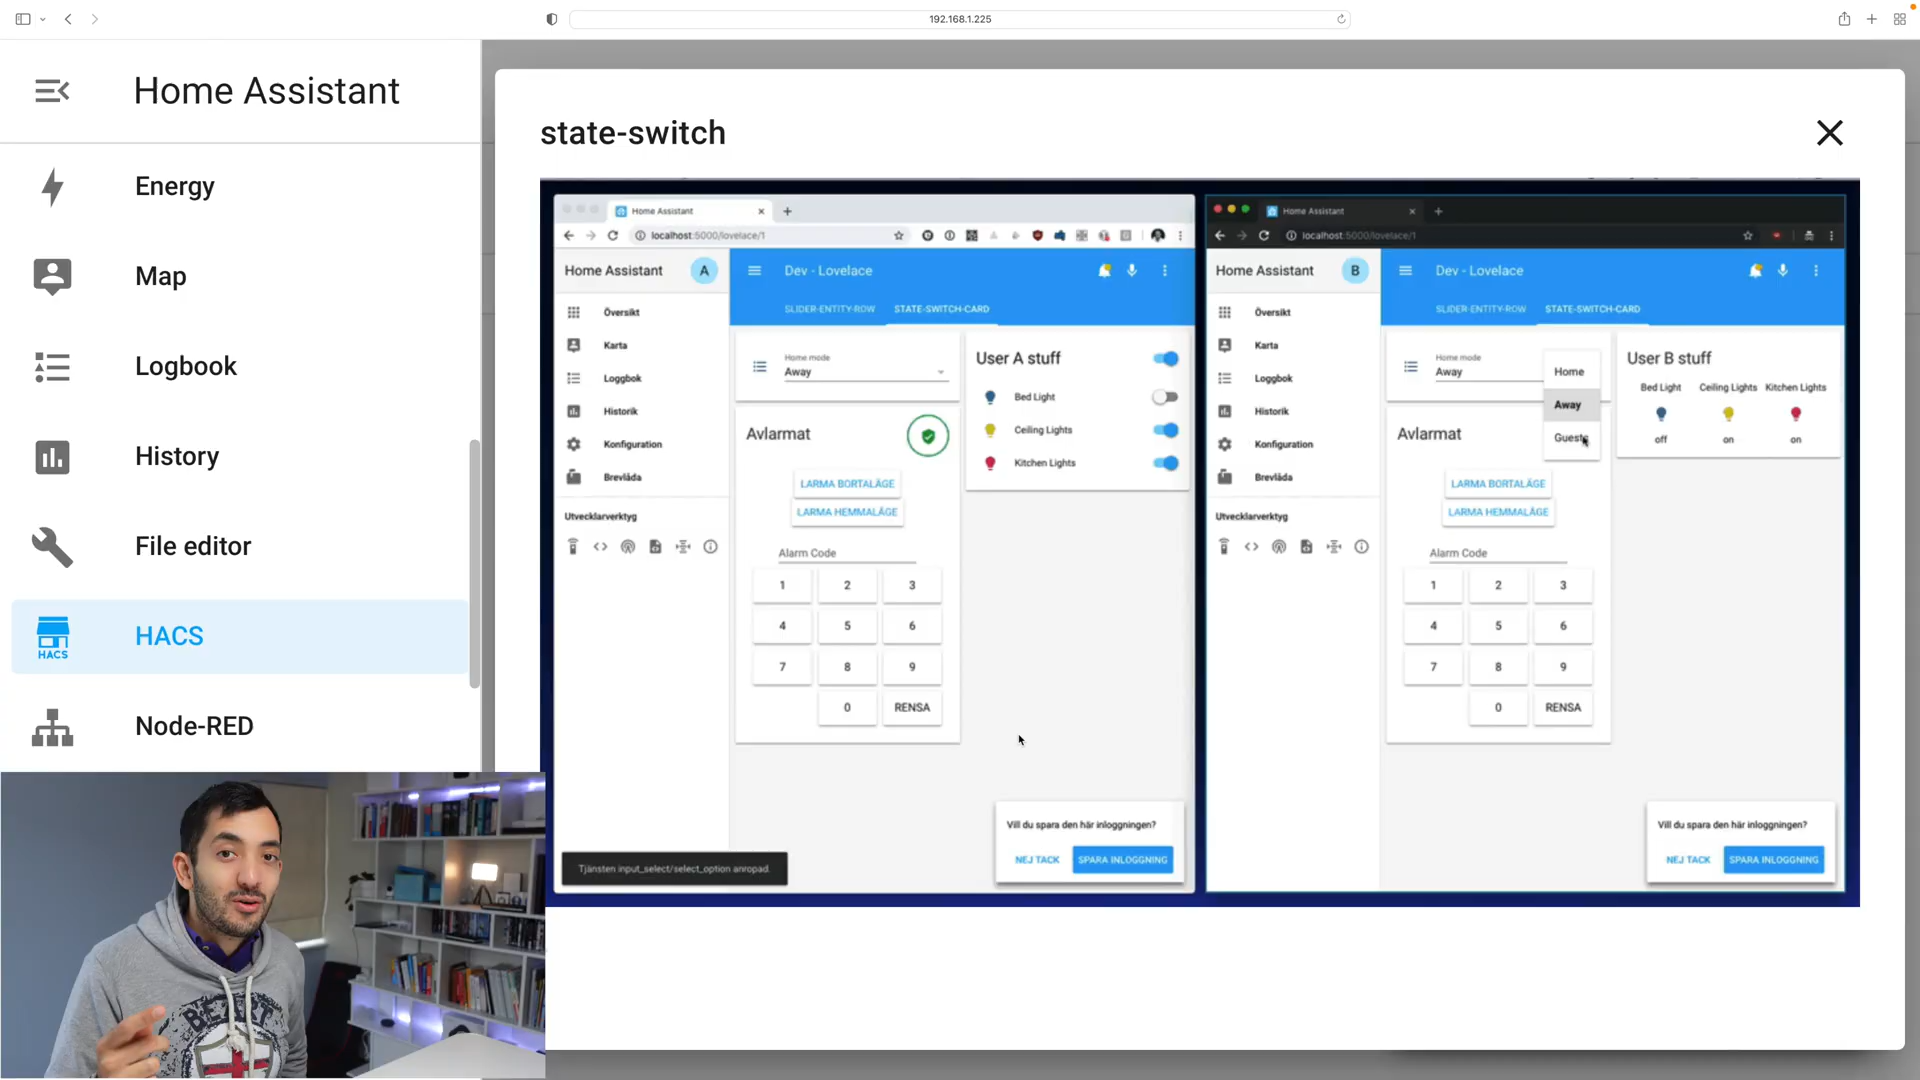 192.168.1.225
Home Assistant
Energy
Map
Logbook
History
File editor
HACS
HACS
Node-RED
state-switch
Home Assistant
localhost:5000/lovelace/1
Home Assistant
A
Dev - Lovelace
SLIDER-ENTITY-ROW
STATE-SWITCH-CARD
Översikt
Karta
Loggbok
Historik
Konfiguration
Brevlåda
Utvecklarverktyg
Home mode
Away
Avlarmat
LARMA BORTALÄGE
LARMA HEMMALÄGE
Alarm Code
1 2 3
4 5 6
7 8 9
0 RENSA
User A stuff
Bed Light
Ceiling Lights
Kitchen Lights
Tjänsten input_select/select_option anropad.
Vill du spara den här inloggningen?
NEJ TACK
SPARA INLOGGNING
Home Assistant
localhost:5000/lovelace/1
Home Assistant
B
Dev - Lovelace
SLIDER-ENTITY-ROW
STATE-SWITCH-CARD
Översikt
Karta
Loggbok
Historik
Konfiguration
Brevlåda
Utvecklarverktyg
Home mode
Away
Home
Away
Guests
Avlarmat
LARMA BORTALÄGE
LARMA HEMMALÄGE
Alarm Code
1 2 3
4 5 6
7 8 9
0 RENSA
User B stuff
Bed Light Ceiling Lights Kitchen Lights
off on on
Vill du spara den här inloggningen?
NEJ TACK
SPARA INLOGGNING